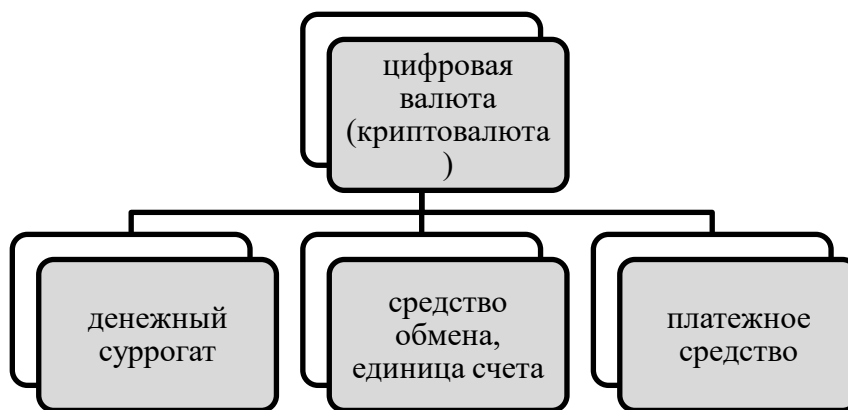 цифровая
валюта
(криптовалюта
)
денежный
суррогат
средство
обмена,
единица счета
платежное
средство